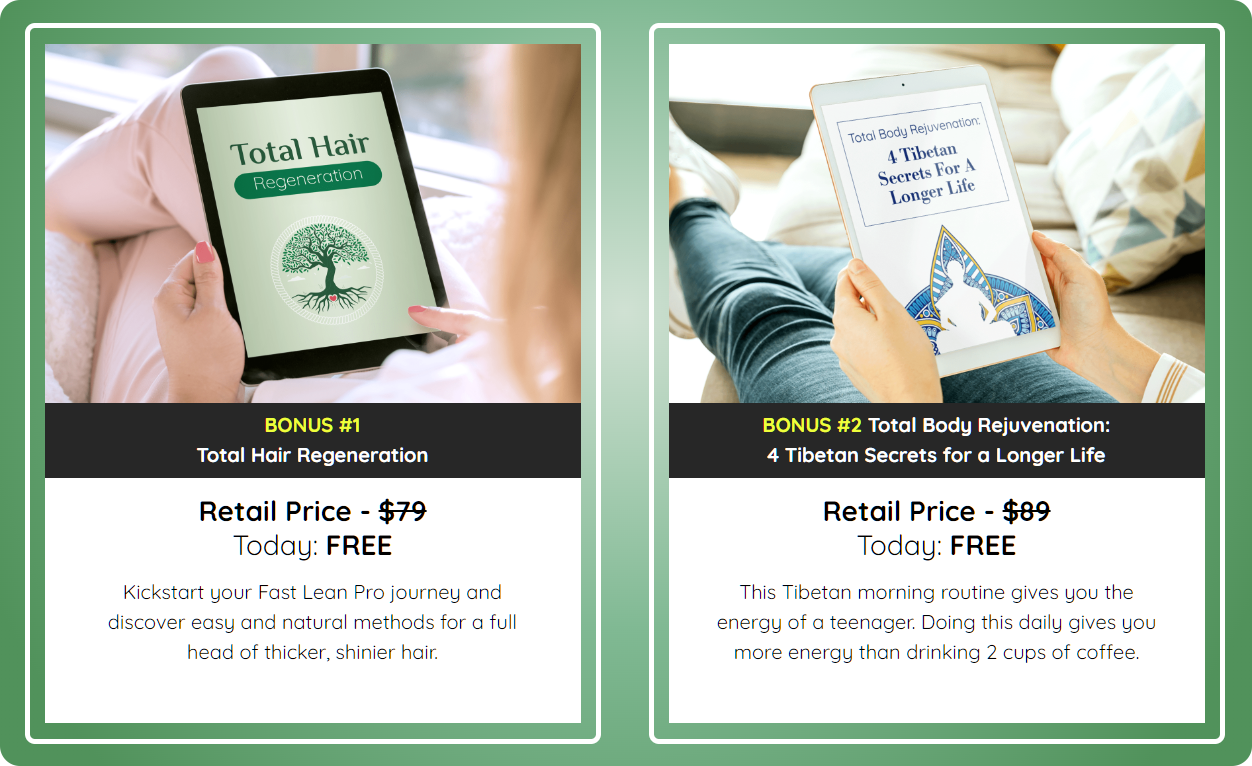 Total Hair
Regeneration
BONUS #1
Total Hair Regeneration
Retail Price - $79
Today: FREE
Kickstart your Fast Lean Pro journey and
discover easy and natural methods for a full
head of thicker, shinier hair.
Total Body Rejuvenation:
4 Tibetan
Secrets For A
Longer Life
BONUS #2 Total Body Rejuvenation:
4 Tibetan Secrets for a Longer Life
Retail Price - $89
Today: FREE
This Tibetan morning routine gives you the
energy of a teenager. Doing this daily gives you
more energy than drinking 2 cups of coffee.